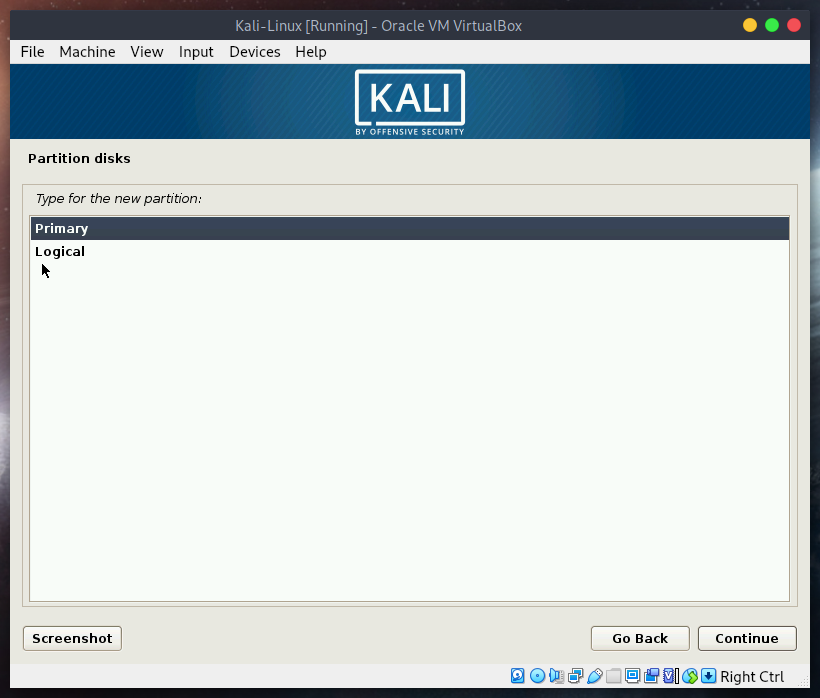 Kali-Linux [Running] - Oracle VM VirtualBox
File Machine View Input Devices Help
KALI
BY OFFENSIVE SECURITY
Partition disks
Type for the new partition:
Primary
Logical
Screenshot Go Back Continue
Right Ctrl